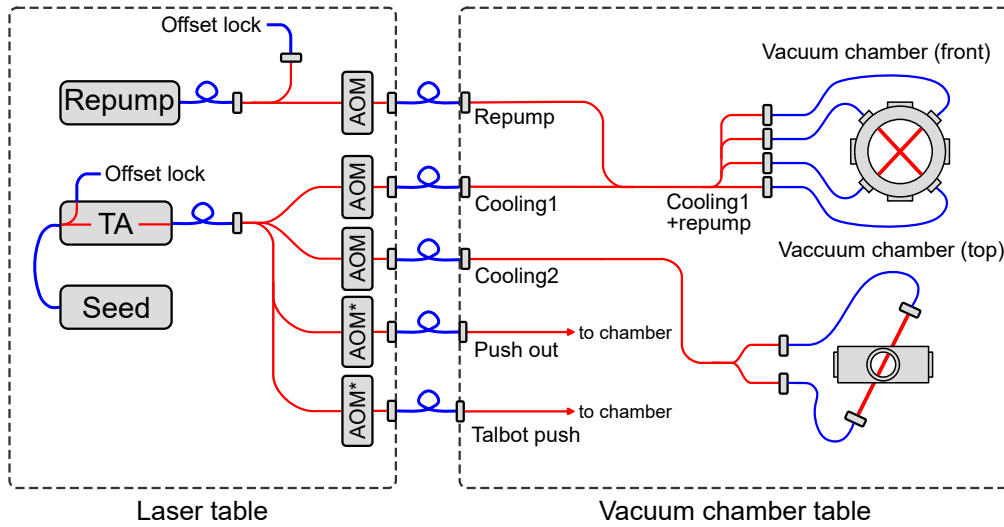 Offset lock
Repump
AOM
Repump
Vacuum chamber (front)
Offset lock
TA
Seed
AOM
Cooling1
Cooling1
+repump
AOM
Cooling2
Vaccuum chamber (top)
AOM*
Push out
to chamber
AOM*
Talbot push
to chamber
Laser table
Vacuum chamber table